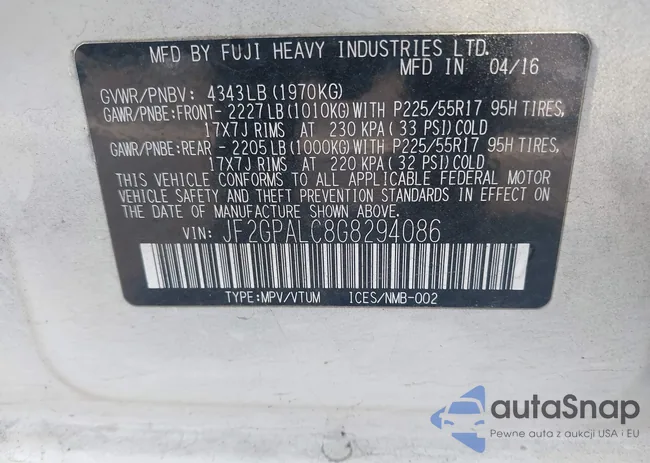 MFD BY FUJI HEAVY INDUSTRIES LTD.
MFD IN 04/16
GVWR/PNBV: 4343LB(1970KG)
GAWR/PNBE:FRONT- 2227LB(1010KG)WITH P225/55R17 95H TIRES,
17X7J RIMS AT 230 KPA(33 PSI)COLD
GAWR/PNBE:REAR - 2205LB(1000KG)WITH P225/55R17 95H TIRES,
17X7J RIMS AT 220 KPA(32 PSI)COLD
THIS VEHICLE CONFORMS TO ALL APPLICABLE FEDERAL MOTOR
VEHICLE SAFETY AND THEFT PREVENTION STANDARDS IN EFFECT ON
THE DATE OF MANUFACTURE SHOWN ABOVE.
VIN: JF2GPALC8G8294086
TYPE:MPV/VTUM ICES/NMB-002
autaSnap
Pewne auta z aukcji USA i EU